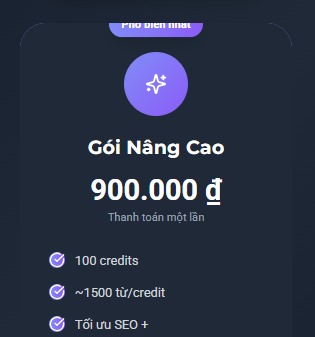 Phổ biến nhất
Gói Nâng Cao
900.000 ₫
Thanh toán một lần
100 credits
~1500 từ/credit
Tối ưu SEO +